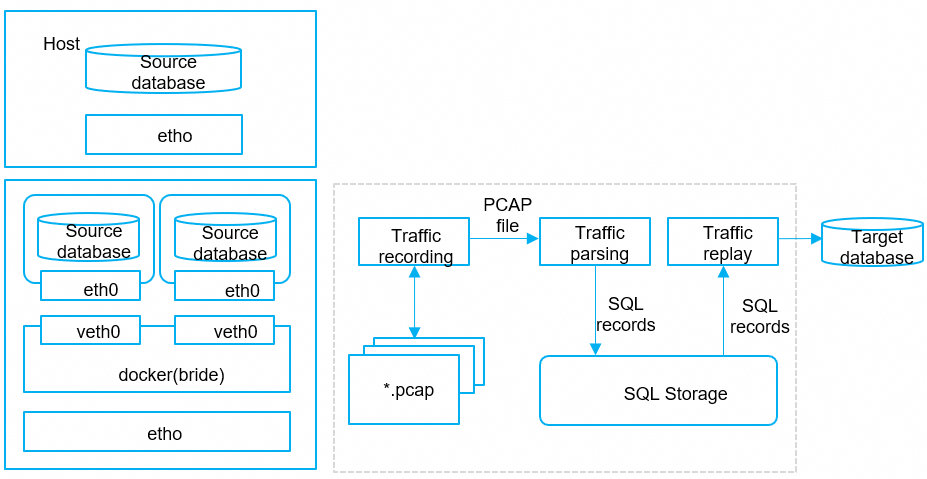 Host
Source
database
etho
Source
database
Source
database
eth0
eth0
veth0
veth0
docker(bride)
etho
Traffic
recording
PCAP
file
Traffic
parsing
Traffic
replay
Target
database
SQL
records
SQL
records
*.pcap
SQL Storage